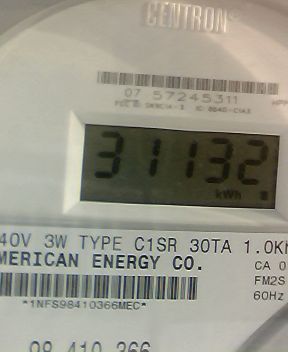 CENTRON®
07 57245311
31132
kWh
40V 3W TYPE C1SR 30TA 1.0K
MERICAN ENERGY CO.
CA 0
FM2S
60Hz
*1NFS98410366MEC*
98 410 366